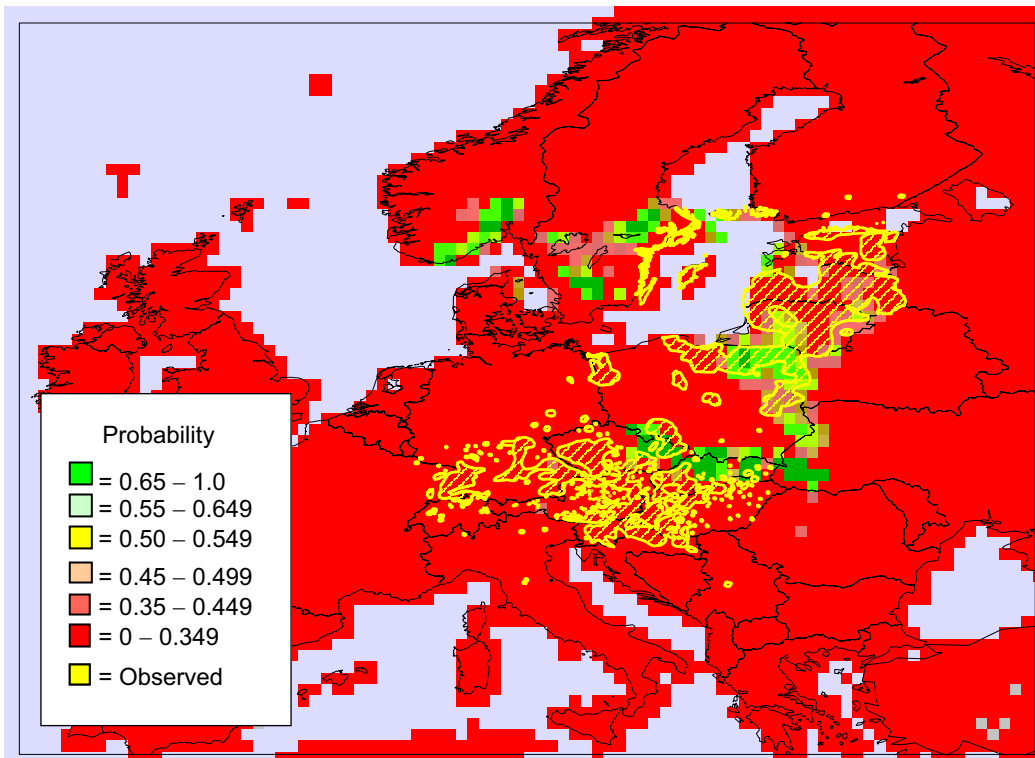 Probability
= 0.65 – 1.0
= 0.55 – 0.649
= 0.50 – 0.549
= 0.45 – 0.499
= 0.35 – 0.449
= 0 – 0.349
= Observed